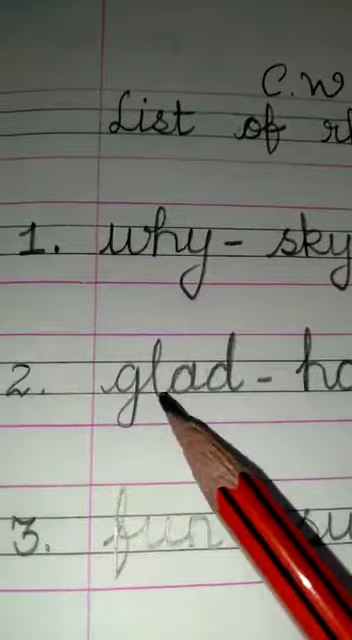 C.W
List of
1. why - sky
2. glad -
3. fun